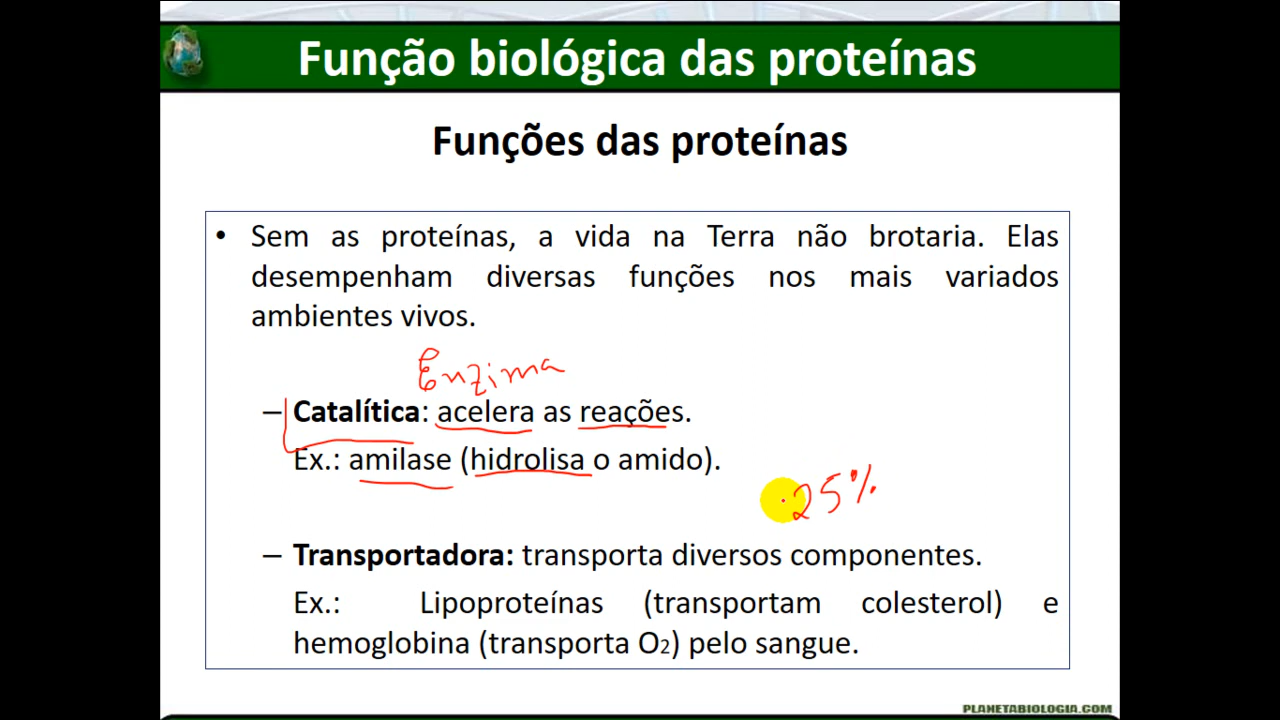 Função biológica das proteínas
Funções das proteínas
• Sem as proteínas, a vida na Terra não brotaria. Elas
desempenham diversas funções nos mais variados
ambientes vivos.
Enzima
– Catalítica: acelera as reações.
Ex.: amilase (hidrolisa o amido).
25%
– Transportadora: transporta diversos componentes.
Ex.: Lipoproteínas (transportam colesterol) e
hemoglobina (transporta O2) pelo sangue.
PLANETABIOLOGIA.COM